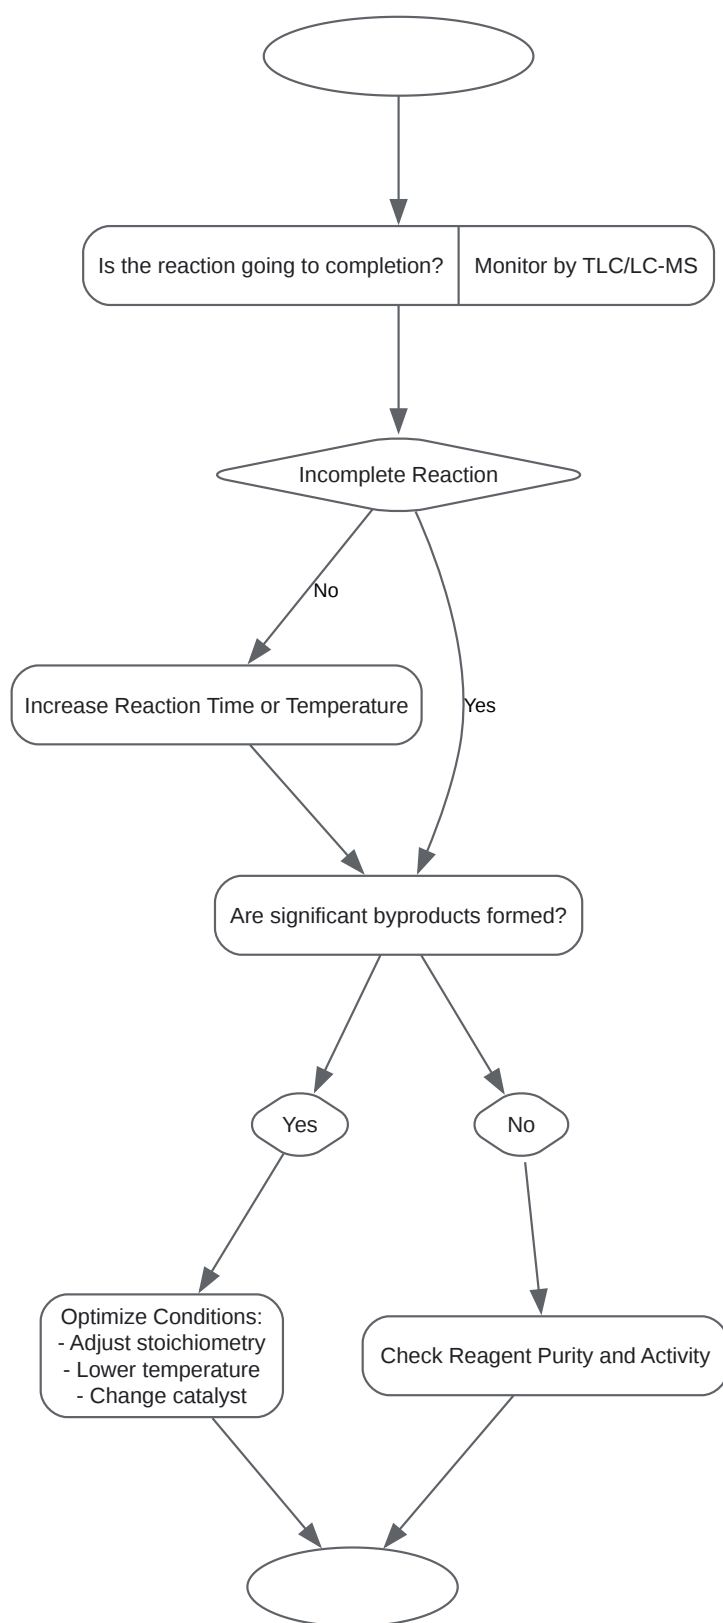 Is the reaction going to completion?
Monitor by TLC/LC-MS
Incomplete Reaction
No
Increase Reaction Time or Temperature
Yes
Are significant byproducts formed?
Yes
No
Optimize Conditions:
- Adjust stoichiometry
- Lower temperature
- Change catalyst
Check Reagent Purity and Activity